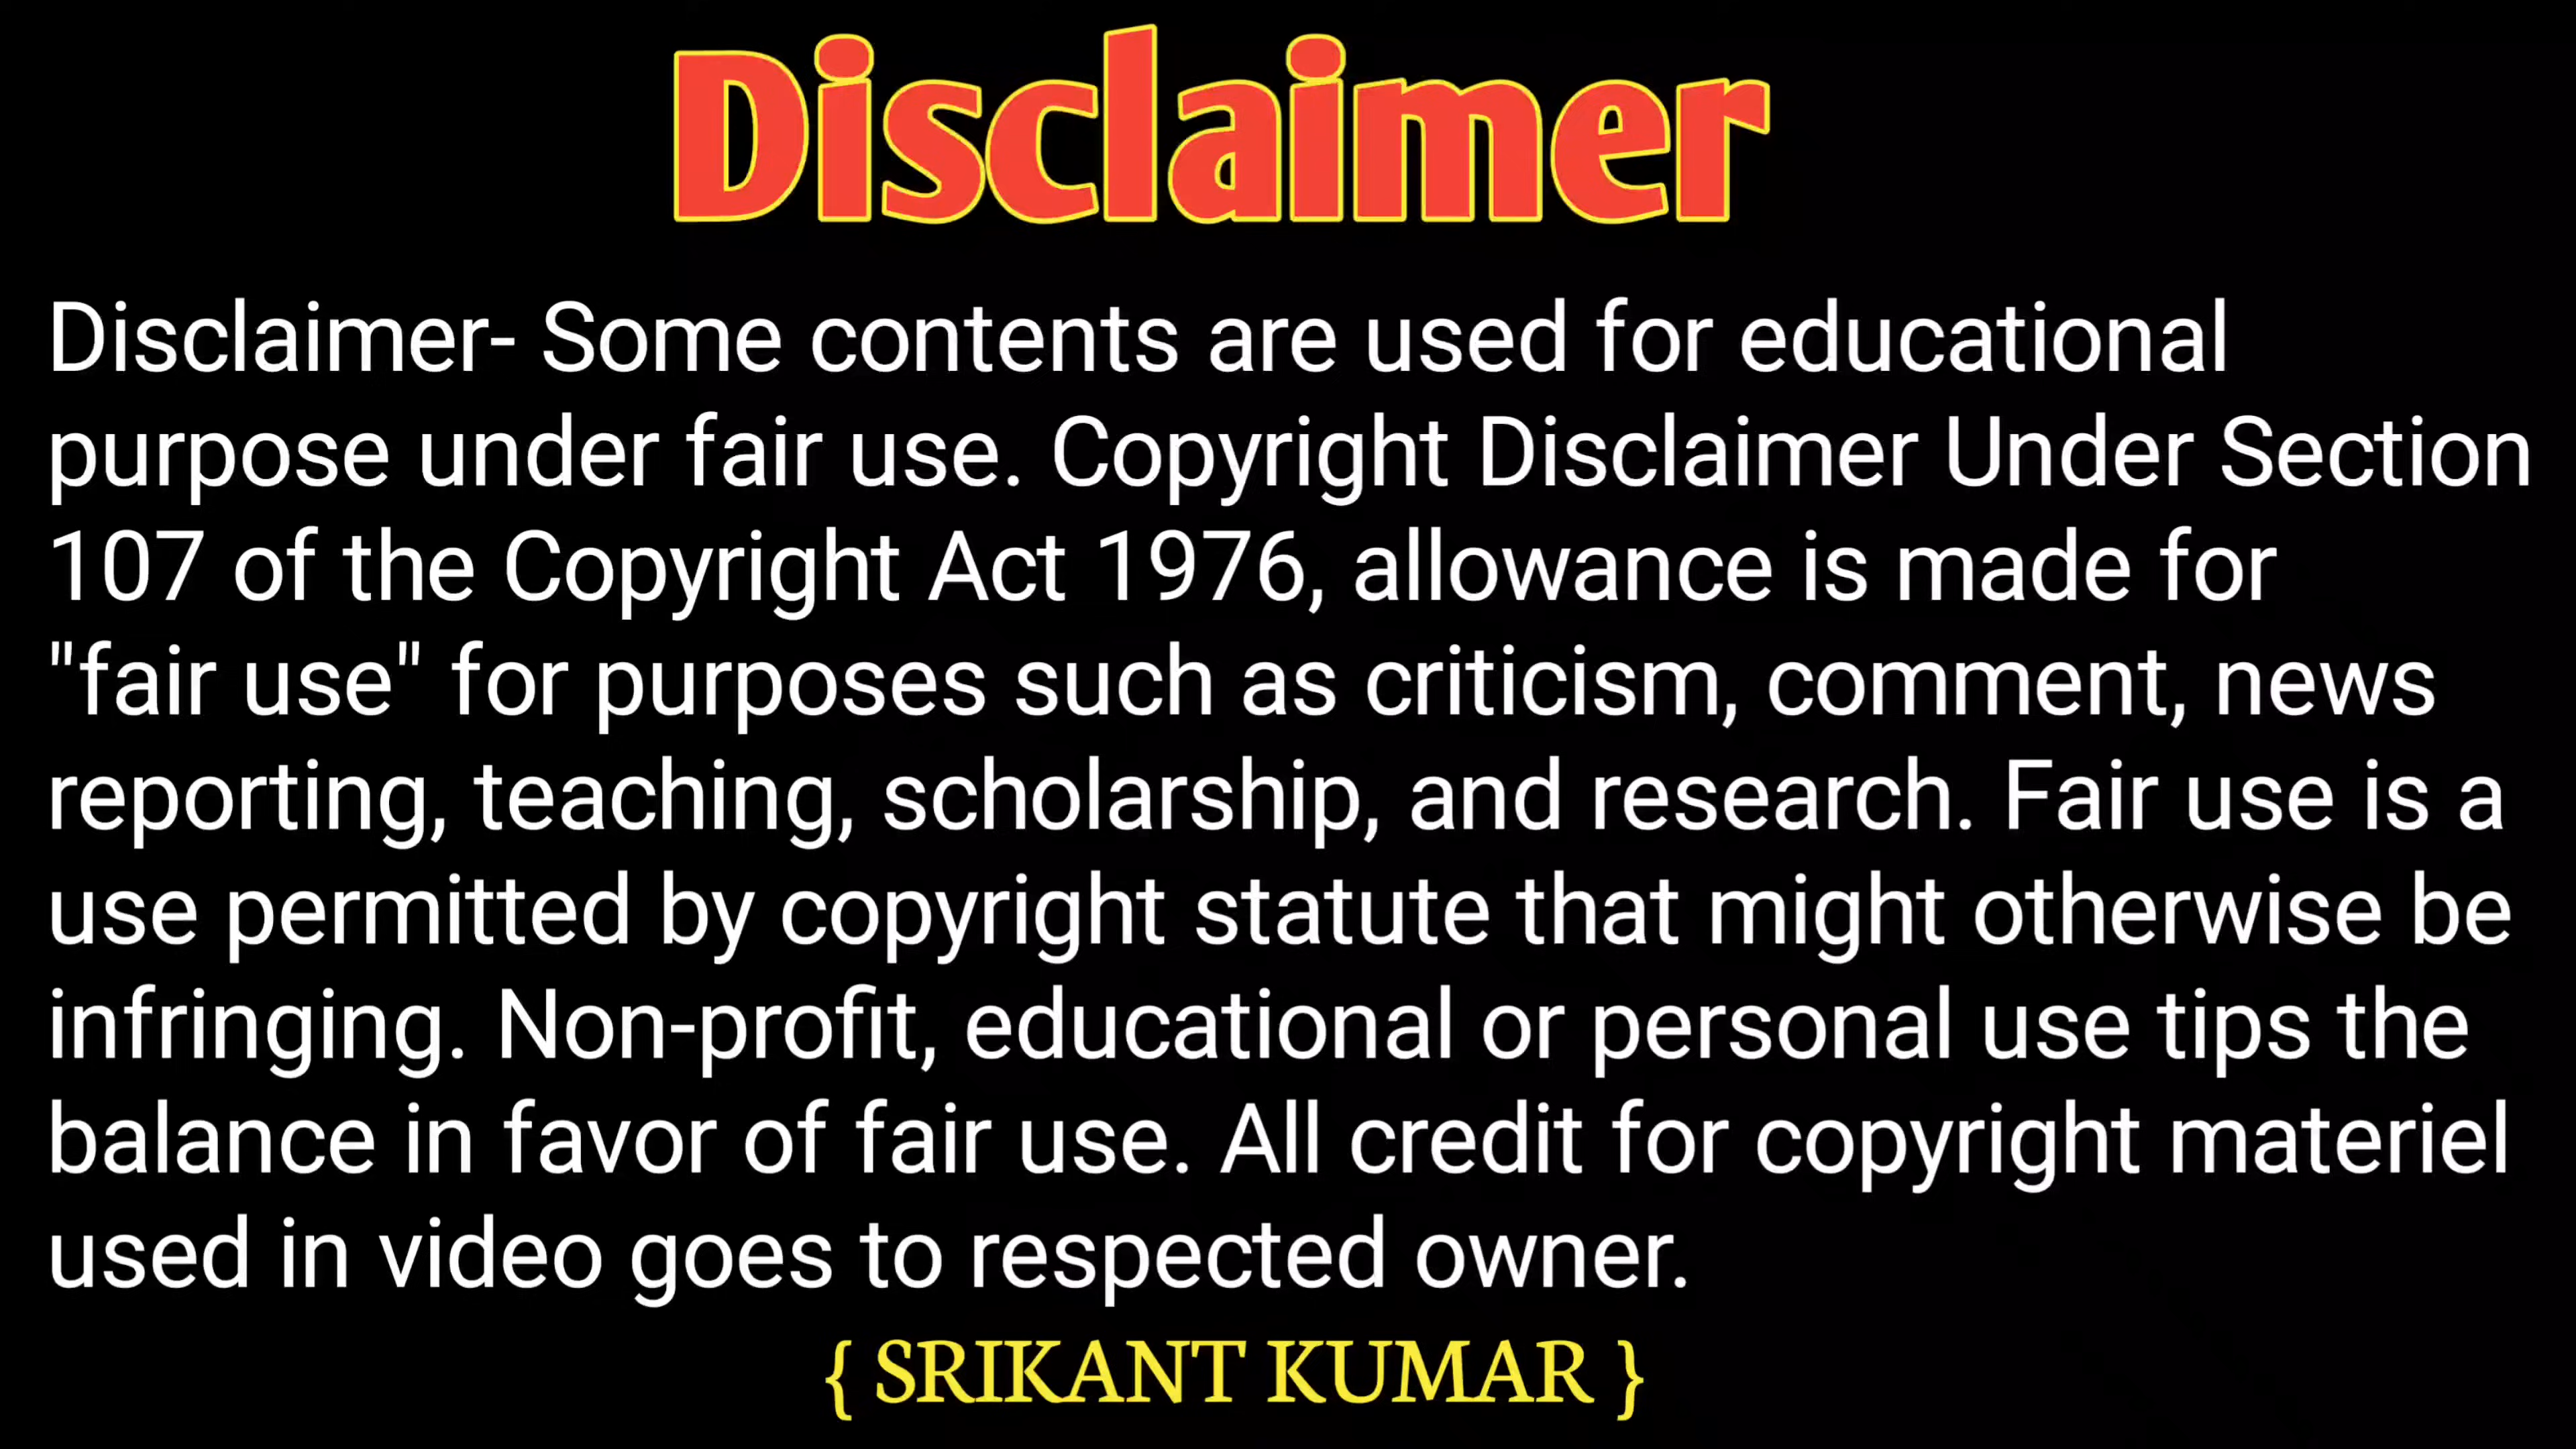 Disclaimer
Disclaimer- Some contents are used for educational
purpose under fair use. Copyright Disclaimer Under Section
107 of the Copyright Act 1976, allowance is made for
"fair use" for purposes such as criticism, comment, news
reporting, teaching, scholarship, and research. Fair use is a
use permitted by copyright statute that might otherwise be
infringing. Non-profit, educational or personal use tips the
balance in favor of fair use. All credit for copyright materiel
used in video goes to respected owner.
{ SRIKANT KUMAR }